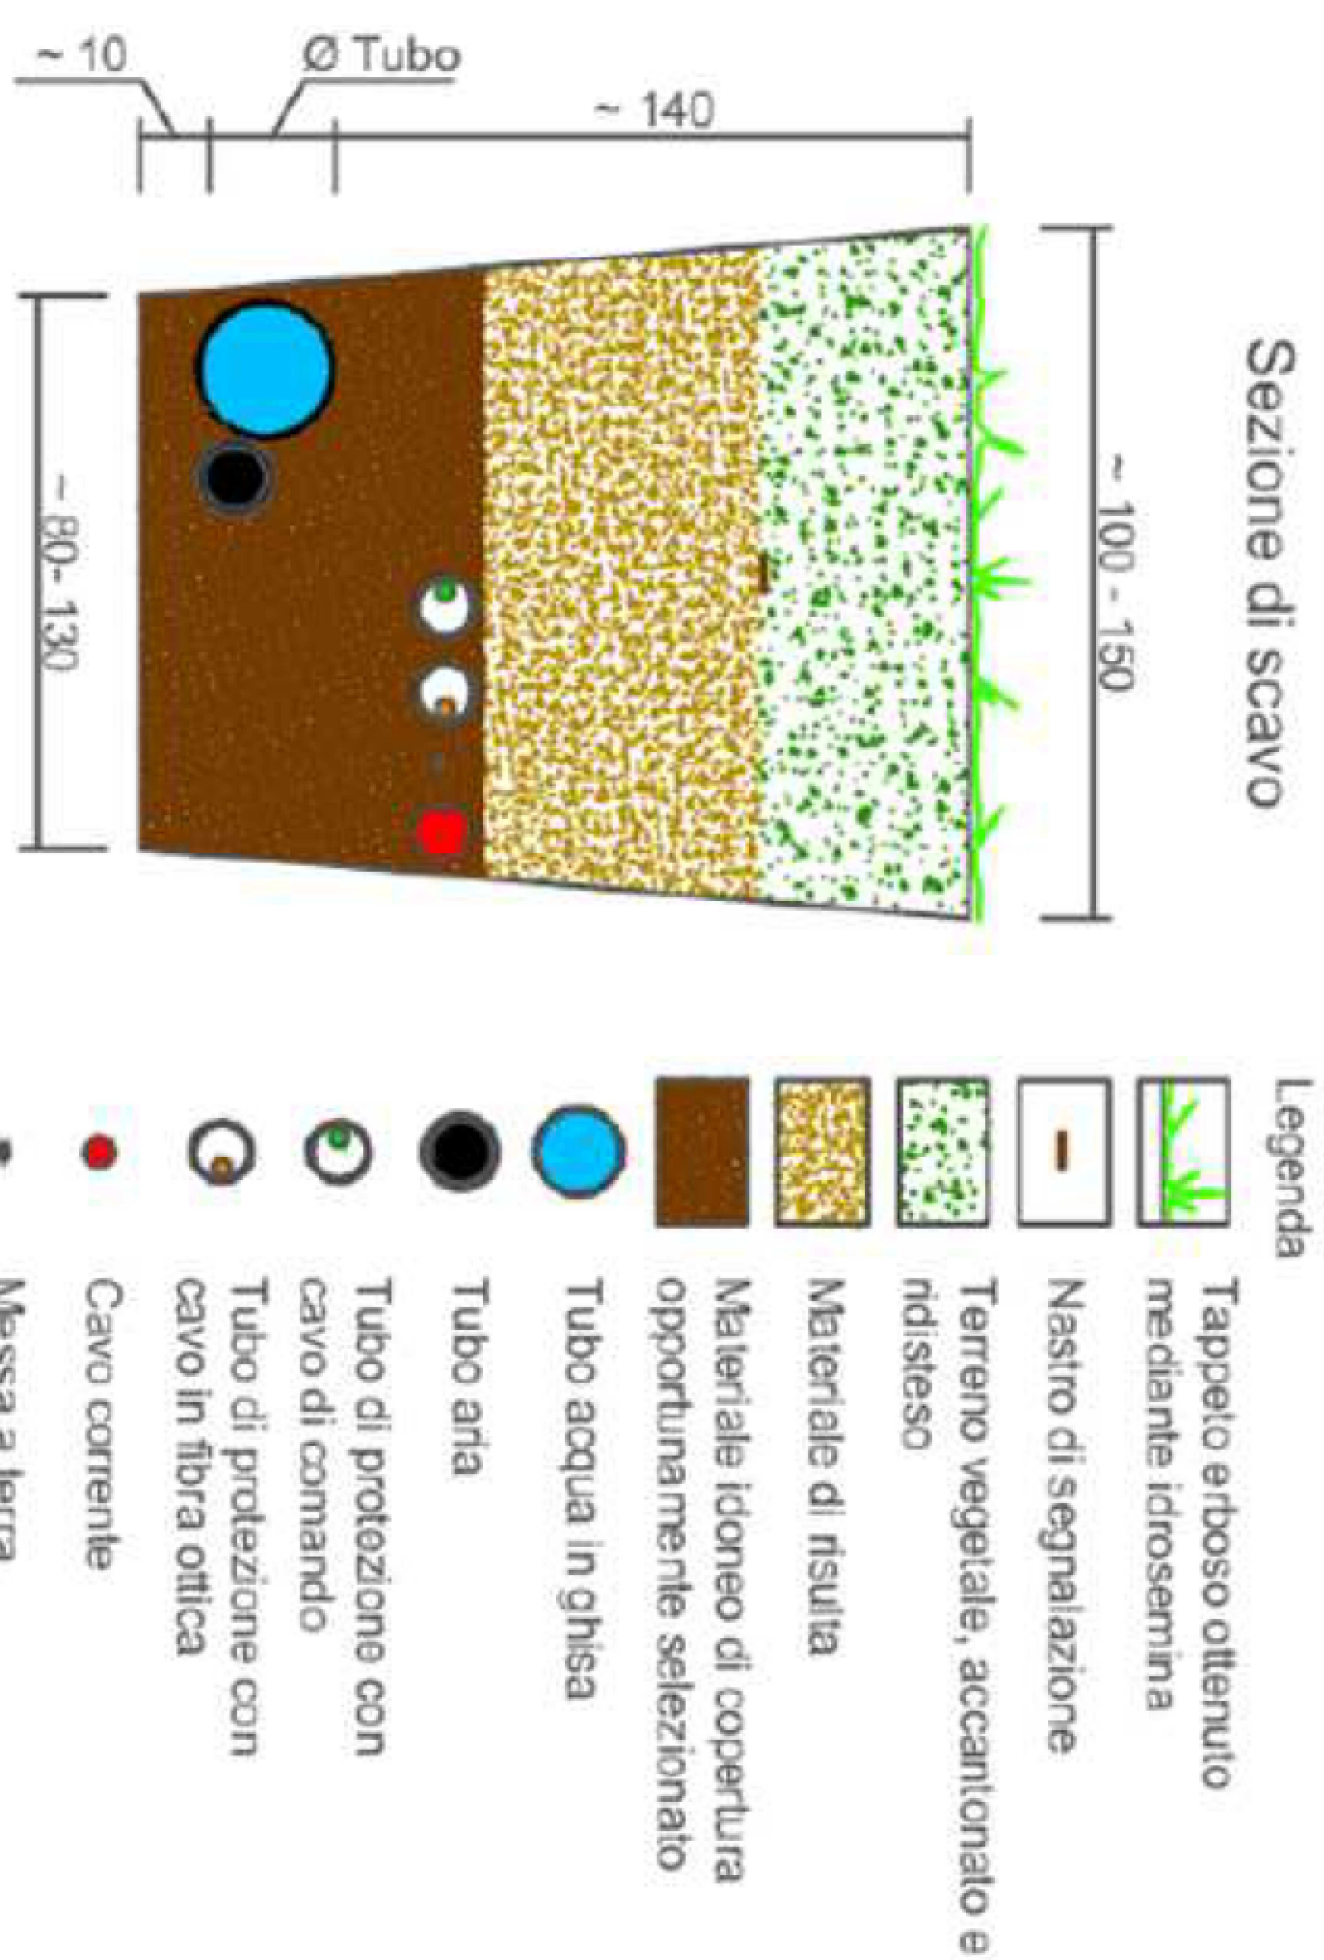 Sezione di scavo
~ 100 - 150
~ 140
Ø Tubo
~ 10
~ 80- 130
Legenda
Tappeto erboso ottenuto
mediante idrosemina
Nastro di segnalazione
Terreno vegetale, accantonato e
ridisteso
Materiale di risulta
Materiale idoneo di copertura
opportunamente selezionato
Tubo acqua in ghisa
Tubo aria
Tubo di protezione con
cavo di comando
Tubo di protezione con
cavo in fibra ottica
Cavo corrente
Messa a terra